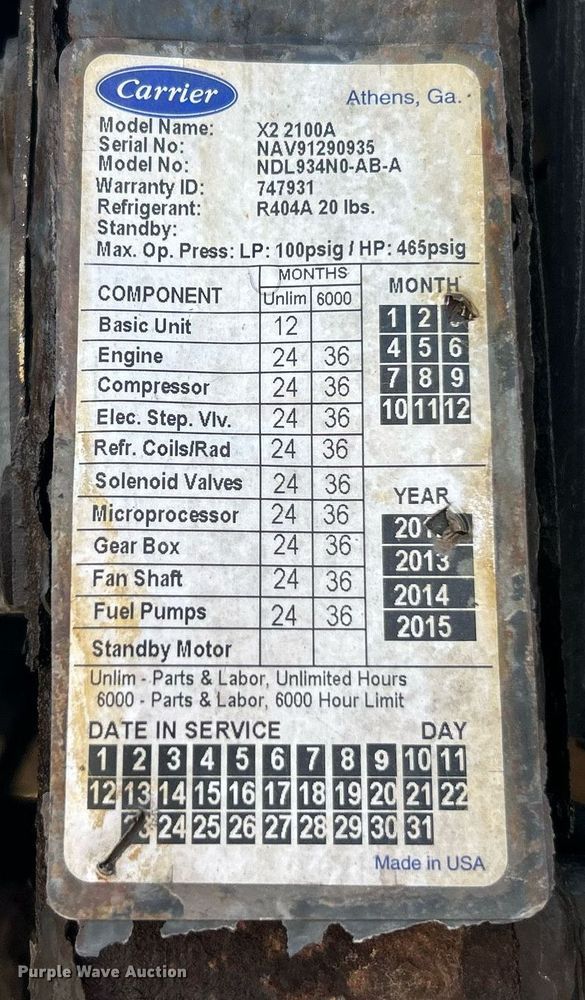 Carrier
Athens, Ga.
Model Name: X2 2100A
Serial No: NAV91290935
Model No: NDL934N0-AB-A
Warranty ID: 747931
Refrigerant: R404A 20 lbs.
Standby:
Max. Op. Press: LP: 100psig / HP: 465psig
COMPONENT
MONTHS
Unlim 6000
Basic Unit 12
Engine 24 36
Compressor 24 36
Elec. Step. Vlv. 24 36
Refr. Coils/Rad 24 36
Solenoid Valves 24 36
Microprocessor 24 36
Gear Box 24 36
Fan Shaft 24 36
Fuel Pumps 24 36
Standby Motor
MONTH
1 2
4 5 6
7 8 9
10 11 12
YEAR
2013
2014
2015
Unlim - Parts & Labor, Unlimited Hours
6000 - Parts & Labor, 6000 Hour Limit
DATE IN SERVICE DAY
1 2 3 4 5 6 7 8 9 10 11
12 13 14 15 16 17 18 19 20 21 22
24 25 26 27 28 29 30 31
Made in USA
Purple Wave Auction